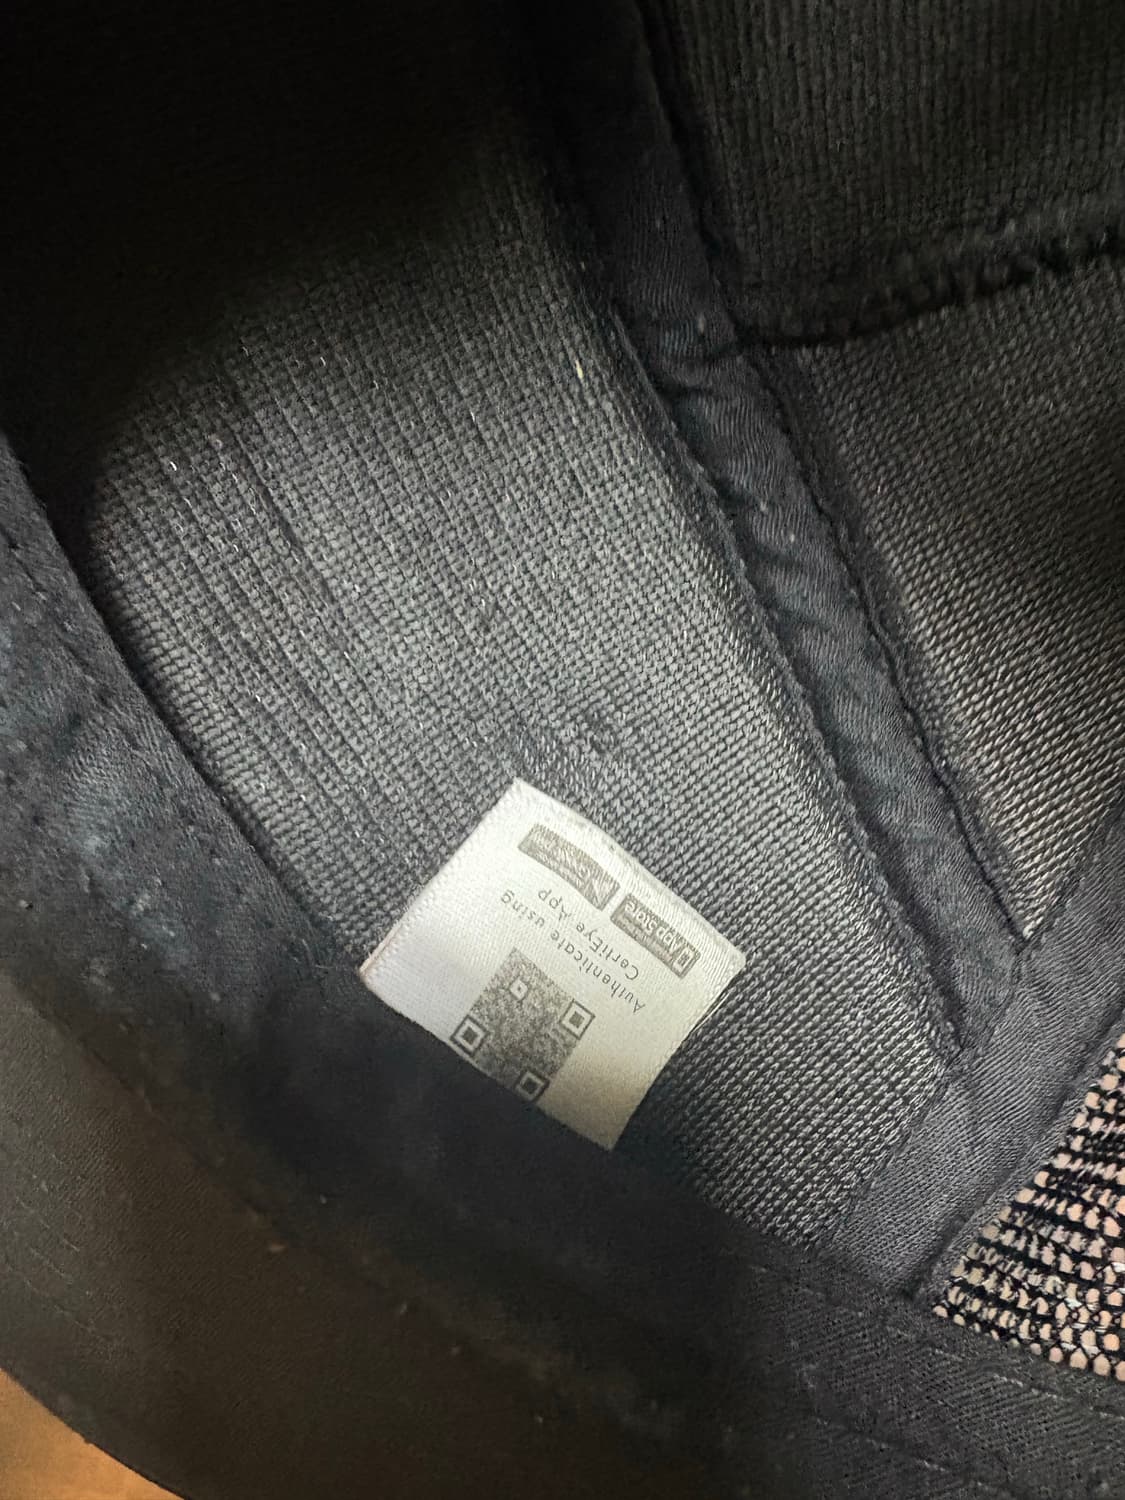 Authenticate using
CertiEye App
App Store